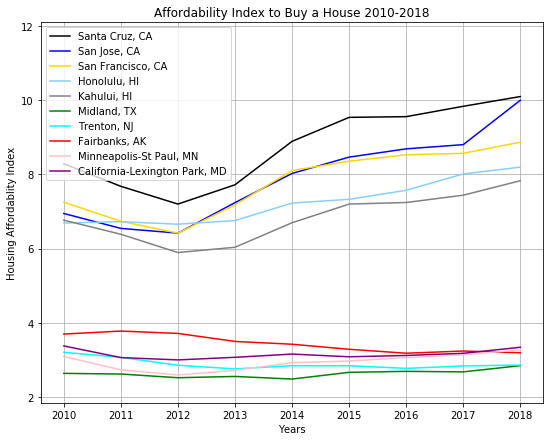 Affordability Index to Buy a House 2010-2018
12
10
8
6
4
2
Housing Affordablity Index
Santa Cruz, CA
San Jose, CA
San Francisco, CA
Honolulu, HI
Kahului, HI
Midland, TX
Trenton, NJ
Fairbanks, AK
Minneapolis-St Paul, MN
California-Lexington Park, MD
2010 2011 2012 2013 2014 2015 2016 2017 2018
Years